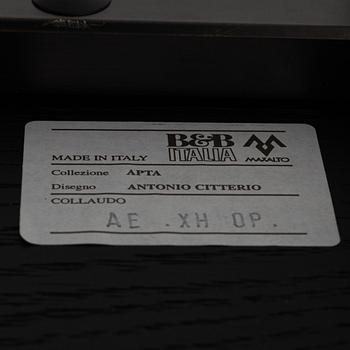 B&B
ITALIA
MAXALTO
MADE IN ITALY
Collezione APTA
Disegno ANTONIO CITTERIO
COLLAUDO
AE .XH OP.